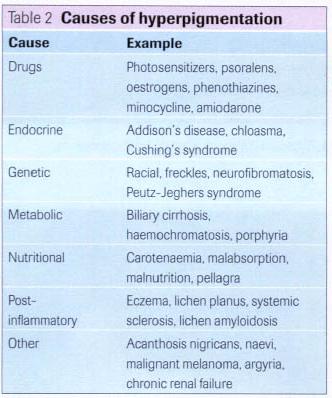 Table 2 Causes of hyperpigmentation
Cause Example
Drugs Photosensitizers, psoralens,
oestrogens, phenothiazines,
minocycline, amiodarone
Endocrine Addison's disease, chloasma,
Cushing's syndrome
Genetic Racial, freckles, neurofibromatosis,
Peutz-Jeghers syndrome
Metabolic Biliary cirrhosis,
haemochromatosis, porphyria
Nutritional Carotenaemia, malabsorption,
malnutrition, pellagra
Post- Eczema, lichen planus, systemic
inflammatory sclerosis, lichen amyloidosis
Other Acanthosis nigricans, naevi,
malignant melanoma, argyria,
chronic renal failure